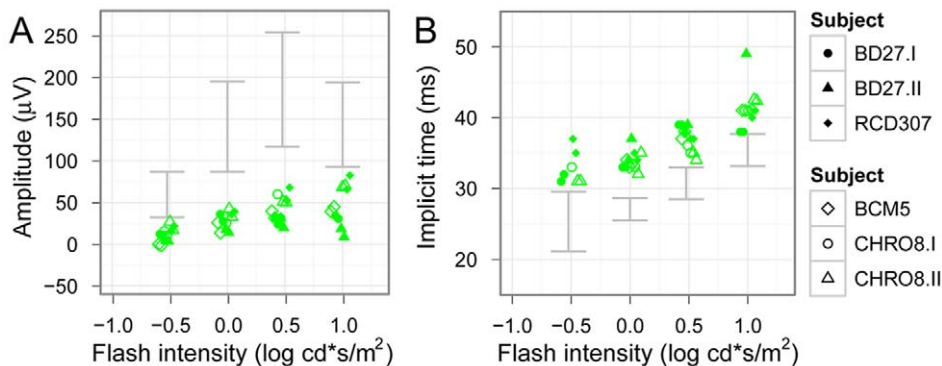 A
Amplitude (μV)
250
200
150
100
50
0
−50
−1.0 −0.5 0.0 0.5 1.0
Flash intensity (log cd*s/m²)
B
Implicit time (ms)
50
40
30
20
−1.0 −0.5 0.0 0.5 1.0
Flash intensity (log cd*s/m²)
Subject
BD27.I
BD27.II
RCD307
Subject
BCM5
CHRO8.I
CHRO8.II